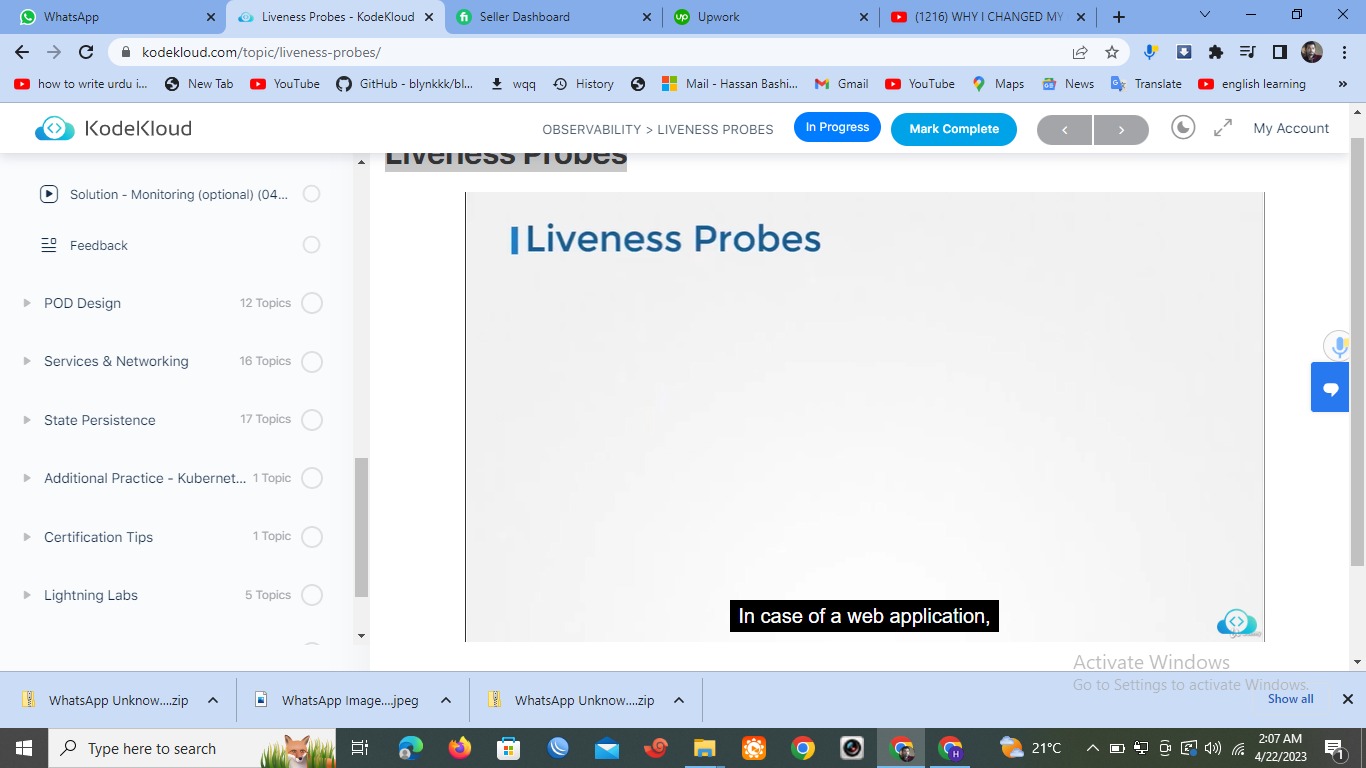 WhatsApp
Liveness Probes - KodeKloud
Seller Dashboard
Upwork
(1216) WHY I CHANGED MY
kodekloud.com/topic/liveness-probes/
how to write urdu i...
New Tab
YouTube
GitHub - blynkkk/bl...
wqq
History
Mail - Hassan Bashi...
Gmail
YouTube
Maps
News
Translate
english learning
KodeKloud
OBSERVABILITY > LIVENESS PROBES
In Progress
Mark Complete
My Account
Liveness Probes
Solution - Monitoring (optional) (04...
Feedback
POD Design 12 Topics
Services & Networking 16 Topics
State Persistence 17 Topics
Additional Practice - Kubernet... 1 Topic
Certification Tips 1 Topic
Lightning Labs 5 Topics
Liveness Probes
In case of a web application,
Activate Windows
Go to Settings to activate Windows.
WhatsApp Unknow....zip
WhatsApp Image....jpeg
WhatsApp Unknow....zip
Show all
Type here to search
21°C
2:07 AM
4/22/2023
1